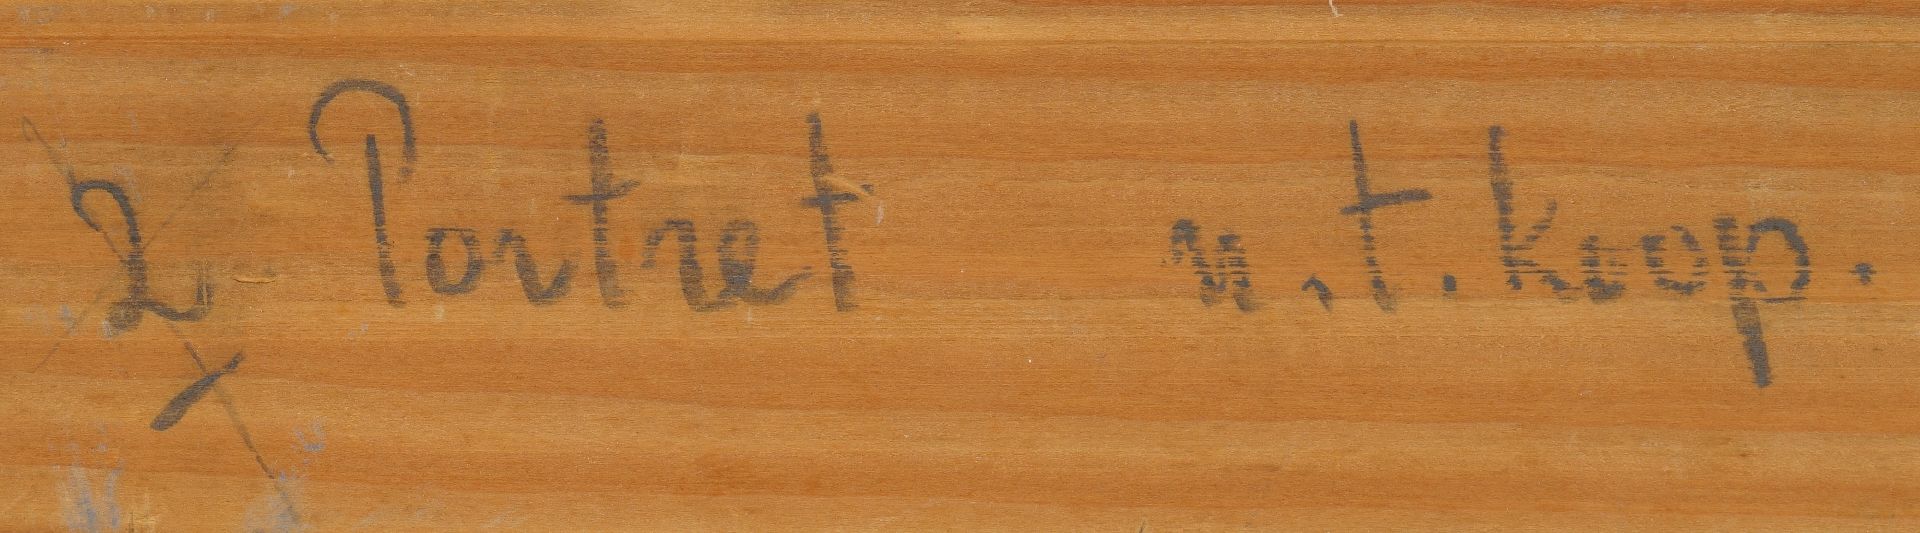 2 Portret n.t.koop.